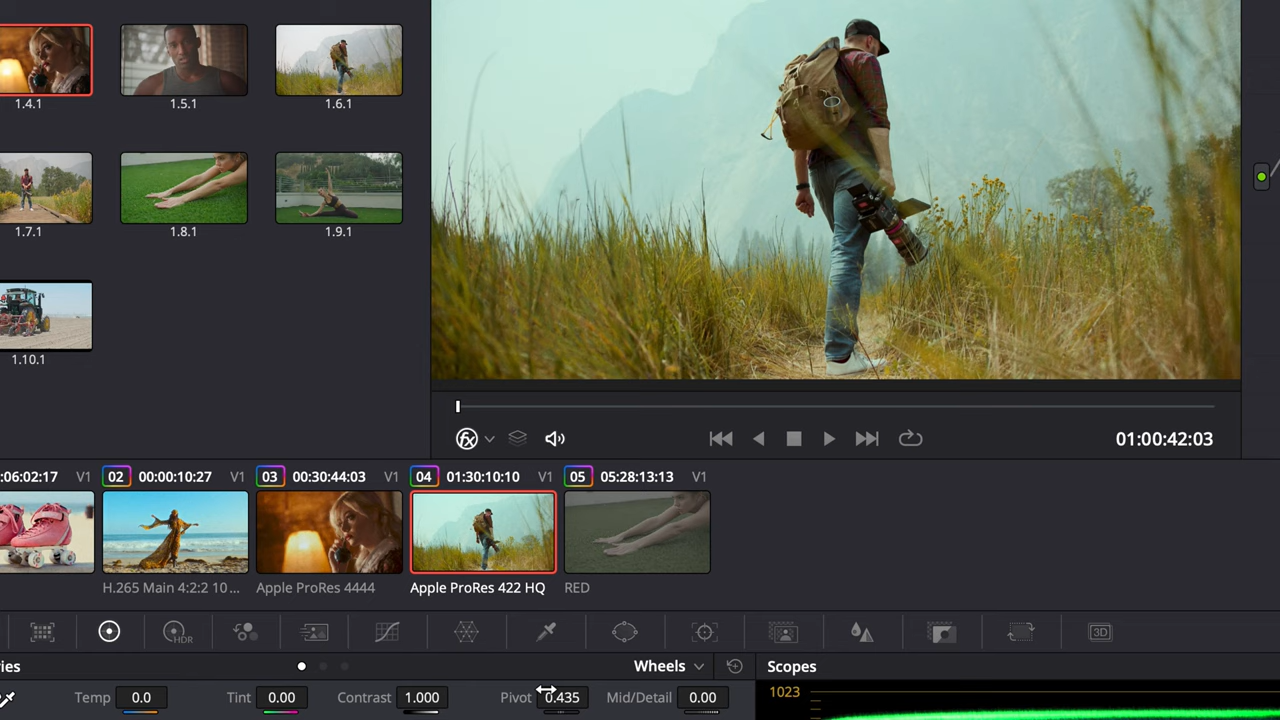 1.4.1 1.5.1 1.6.1
1.7.1 1.8.1 1.9.1
1.10.1
fx
01:00:42:03
:06:02:17 V1 02 00:00:10:27 V1 03 00:30:44:03 V1 04 01:30:10:10 V1 05 05:28:13:13 V1
H.265 Main 4:2:2 10... Apple ProRes 4444 Apple ProRes 422 HQ RED
HDR 3D
ies Wheels Scopes
Temp 0.0 Tint 0.00 Contrast 1.000 Pivot 0.435 Mid/Detail 0.00 1023